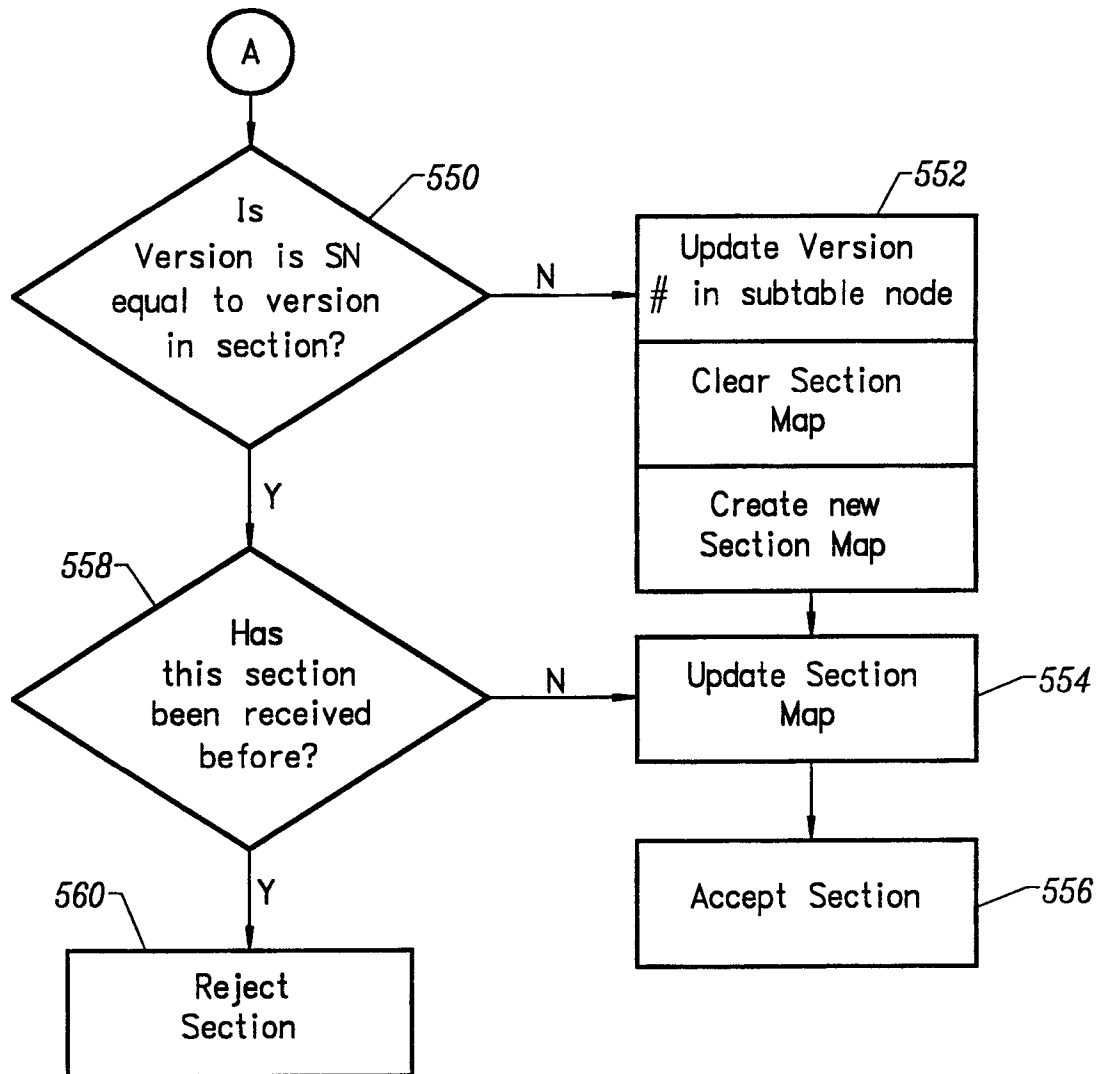 A
550
Is
Version is SN
equal to version
in section?
N
552
Update Version
# in subtable node
Clear Section
Map
Create new
Section Map
Y
558
Has
this section
been received
before?
N
Update Section
Map
554
Y
560
Reject
Section
Accept Section
556